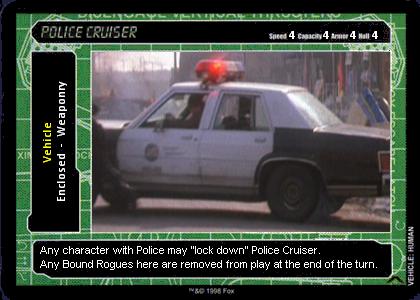 POLICE CRUISER
Speed 4 Capacity 4 Armor 4 Hull 4
Vehicle
Enclosed - Weaponry
Any character with Police may "lock down" Police Cruiser.
Any Bound Rogues here are removed from play at the end of the turn.
VEHICLE: HUMAN
™&© 1998 Fox